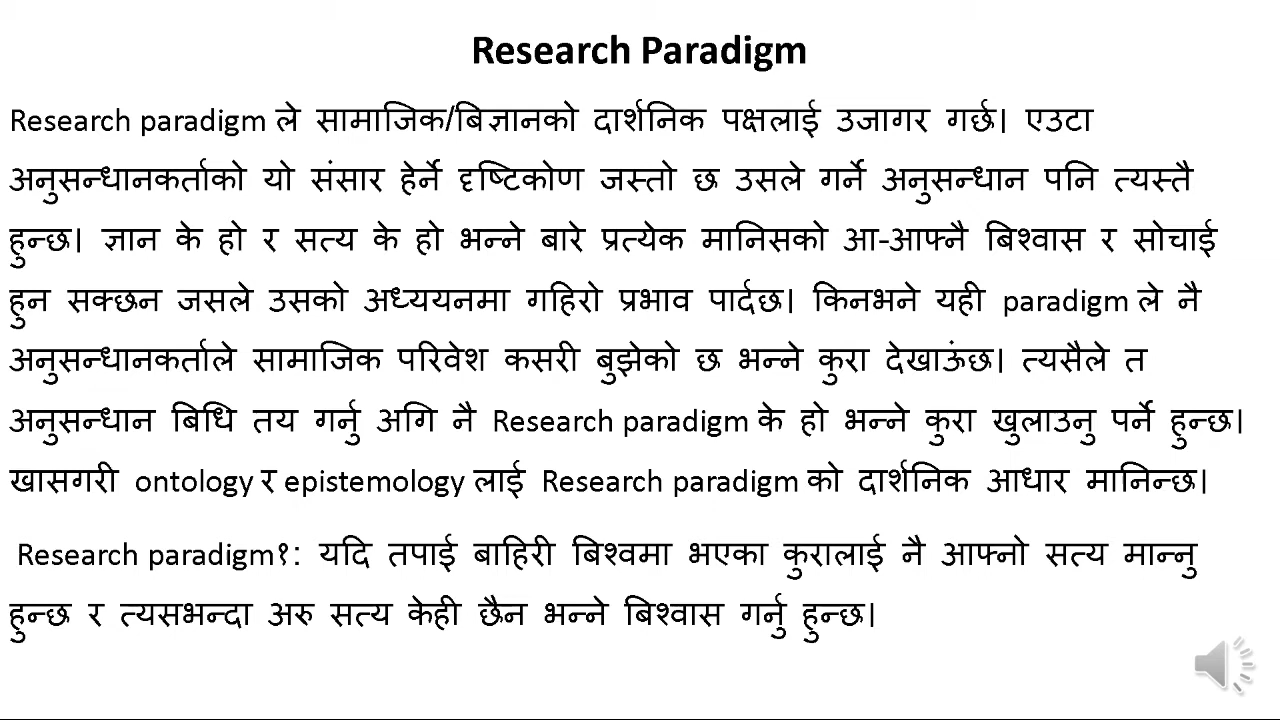 Research Paradigm
Research paradigm ले सामाजिक/बिज्ञानको दार्शनिक पक्षलाई उजागर गर्छ। एउटा
अनुसन्धानकर्ताको यो संसार हेर्ने दृष्टिकोण जस्तो छ उसले गर्ने अनुसन्धान पनि त्यस्तै
हुन्छ। ज्ञान के हो र सत्य के हो भन्ने बारे प्रत्येक मानिसको आ-आफ्नै बिश्वास र सोचाई
हुन सक्छन जसले उसको अध्ययनमा गहिरो प्रभाव पार्दछ। किनभने यही paradigm ले नै
अनुसन्धानकर्ताले सामाजिक परिवेश कसरी बुझेको छ भन्ने कुरा देखाऊंछ। त्यसैले त
अनुसन्धान बिधि तय गर्नु अगि नै Research paradigm के हो भन्ने कुरा खुलाउनु पर्ने हुन्छ।
खासगरी ontology र epistemology लाई Research paradigm को दार्शनिक आधार मानिन्छ।
Research paradigm१: यदि तपाई बाहिरी बिश्वमा भएका कुरालाई नै आफ्नो सत्य मान्नु
हुन्छ र त्यसभन्दा अरु सत्य केही छैन भन्ने बिश्वास गर्नु हुन्छ।